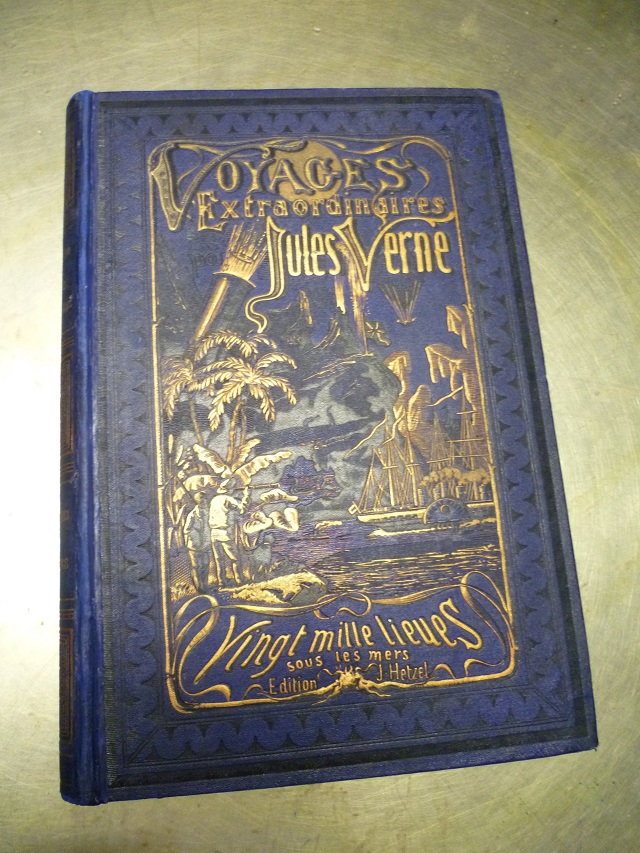 VOYAGES
Extraordinaires
Jules Verne
Vingt mille lieues
sous les mers
Edition J. Hetzel